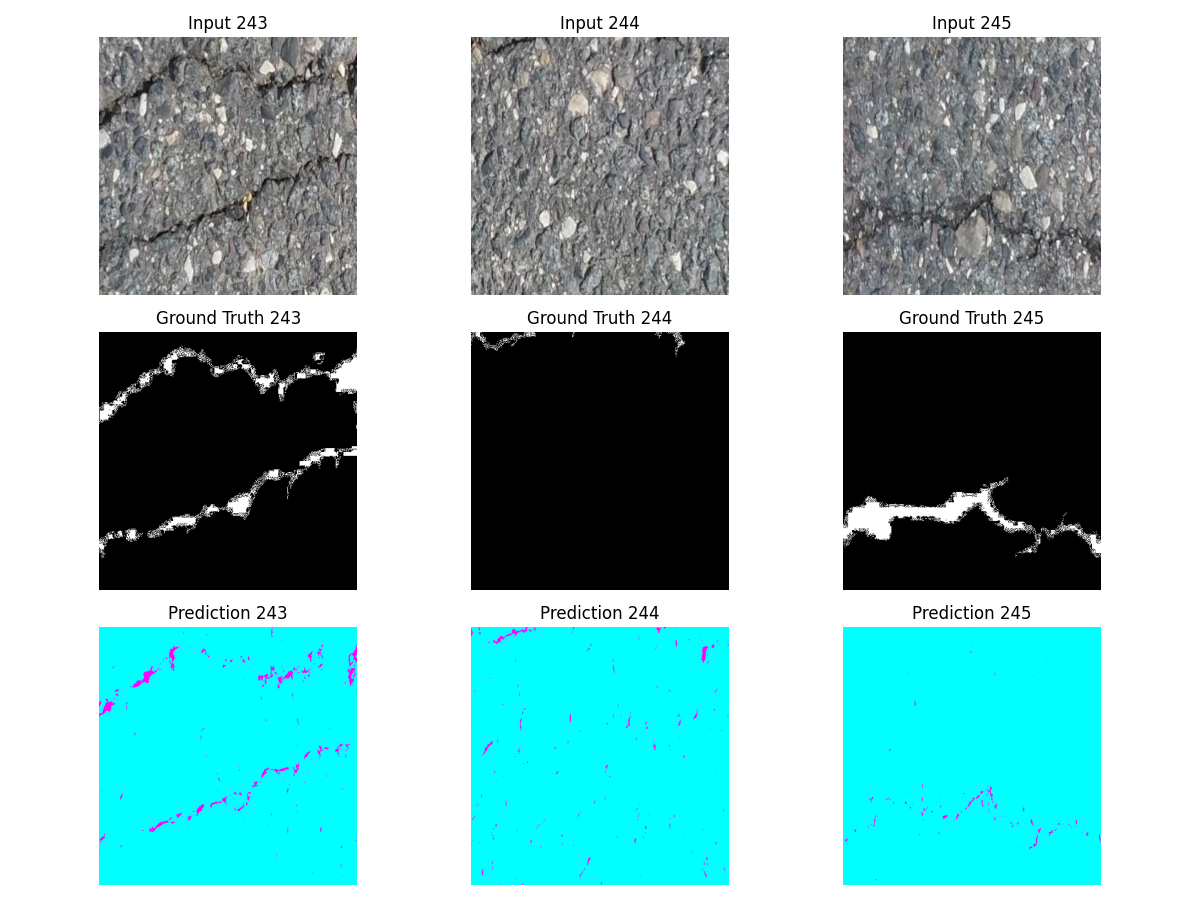 Input 243
Input 244
Input 245
Ground Truth 243
Ground Truth 244
Ground Truth 245
Prediction 243
Prediction 244
Prediction 245